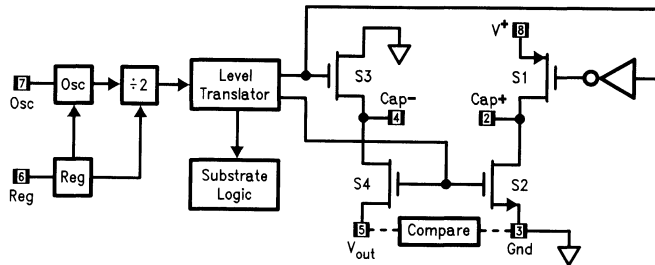 V+
8
7
Osc
Osc
÷2
Level
Translator
S3
S1
Cap-
4
Cap+
2
6
Reg
Reg
Substrate
Logic
S4
S2
5
Compare
3
Vout
Gnd